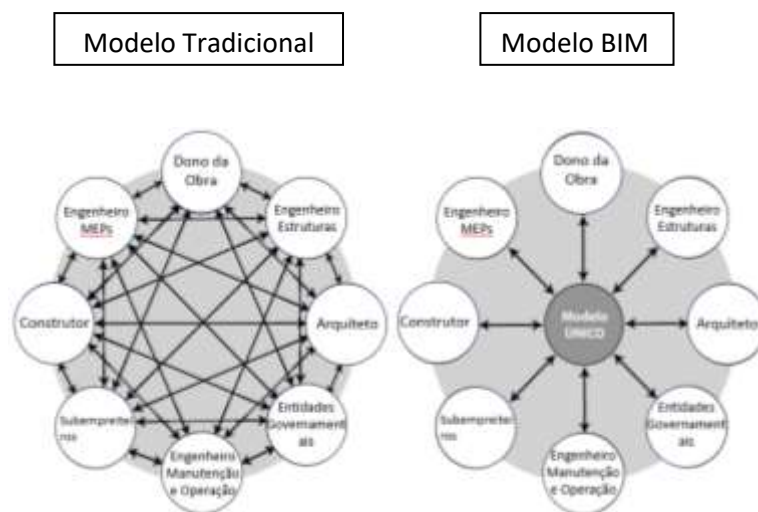 Modelo Tradicional
Modelo BIM
Dono da
Obra
Engenheiro
MEPs
Engenheiro
Estruturas
Construtor
Arquiteto
Subempreitei
ros
Entidades
Governament
ais
Engenheiro
Manutenção
e Operação
Dono da
Obra
Engenheiro
MEPs
Engenheiro
Estruturas
Construtor
Modelo
ÚNICO
Arquiteto
Subempreitei
ros
Entidades
Governament
ais
Engenheiro
Manutenção
e Operação